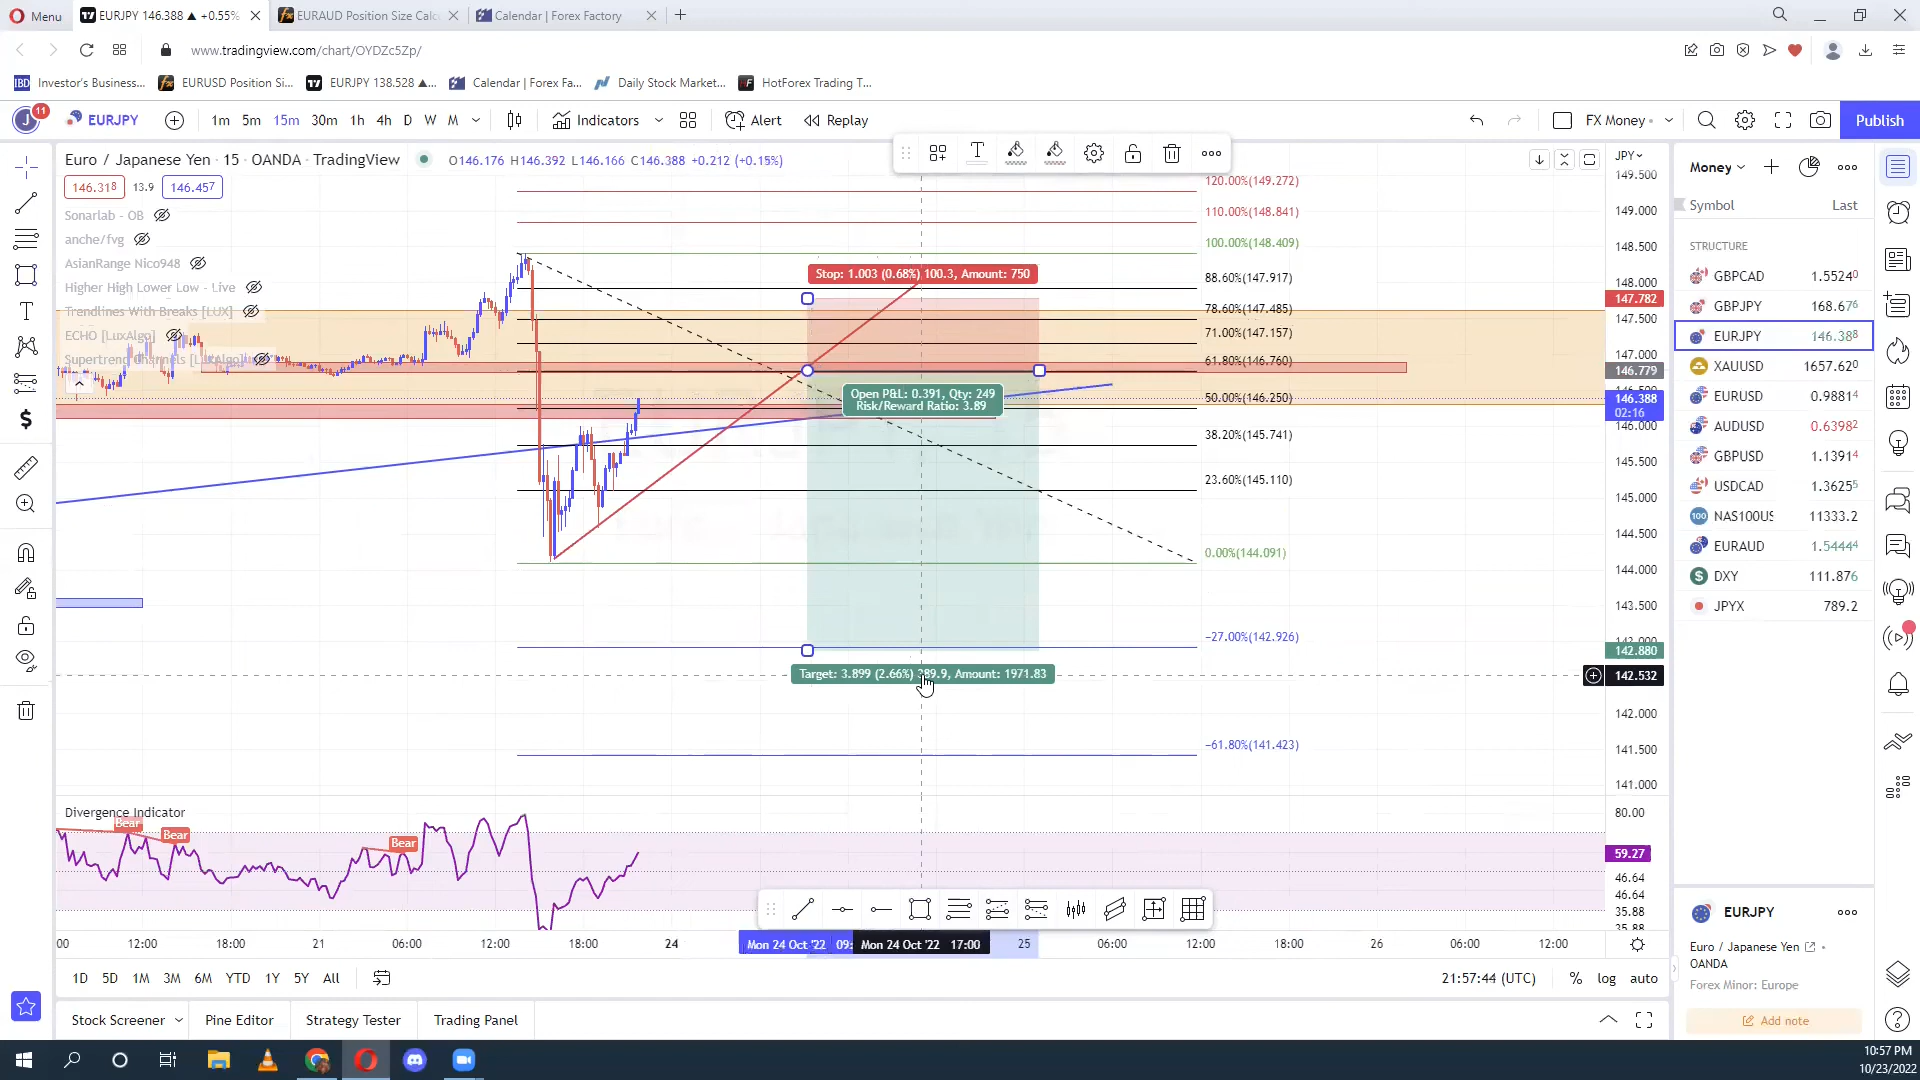 Menu
EURJPY 146.388 ▲ +0.55%
EURAUD Position Size Calc
Calendar | Forex Factory
www.tradingview.com/chart/OYDZc5Zp/
IBD Investor's Business...
EURUSD Position Si...
EURJPY 138.528 ▲...
Calendar | Forex Fa...
Daily Stock Market...
HotForex Trading T...
J 11 EURJPY 1m 5m 15m 30m 1h 4h D W M Indicators Alert Replay FX Money Publish
Euro / Japanese Yen · 15 · OANDA · TradingView
O146.176 H146.392 L146.166 C146.388 +0.212 (+0.15%)
146.318 13.9 146.457
Sonarlab - OB
anche/fvg
AsianRange Nico948
Higher High Lower Low - Live
Trendlines With Breaks [LUX]
ECHO [LuxAlgo]
120.00%(149.272)
110.00%(148.841)
100.00%(148.409)
88.60%(147.917)
78.60%(147.485)
71.00%(147.157)
61.80%(146.760)
50.00%(146.250)
38.20%(145.741)
23.60%(145.110)
0.00%(144.091)
−27.00%(142.926)
−61.80%(141.423)
Stop: 1.003 (0.68%) 100.3, Amount: 750
Open P&L: 0.391, Qty: 249
Risk/Reward Ratio: 3.89
Target: 3.899 (2.66%) 389.9, Amount: 1971.83
JPY
149.500
149.000
148.500
148.000
147.782
147.500
147.000
146.779
146.388
02:16
146.000
145.500
145.000
144.500
144.000
143.500
142.880
142.532
142.000
141.500
141.000
Divergence Indicator
Bear
Bear
Bear
80.00
59.27
46.64
46.64
35.88
35.88
12:00 18:00 21 06:00 12:00 18:00 24 Mon 24 Oct '22 09: Mon 24 Oct '22 17:00 25 06:00 12:00 18:00 26 06:00 12:00
1D 5D 1M 3M 6M YTD 1Y 5Y All
21:57:44 (UTC) % log auto
Stock Screener Pine Editor Strategy Tester Trading Panel
Money
Symbol Last
STRUCTURE
GBPCAD 1.55240
GBPJPY 168.676
EURJPY 146.388
XAUUSD 1657.620
EURUSD 0.98814
AUDUSD 0.63982
GBPUSD 1.13914
USDCAD 1.36255
100 NAS100US 11333.2
EURAUD 1.54444
DXY 111.876
JPYX 789.2
EURJPY
Euro / Japanese Yen
OANDA
Forex Minor: Europe
Add note
10:57 PM
10/23/2022